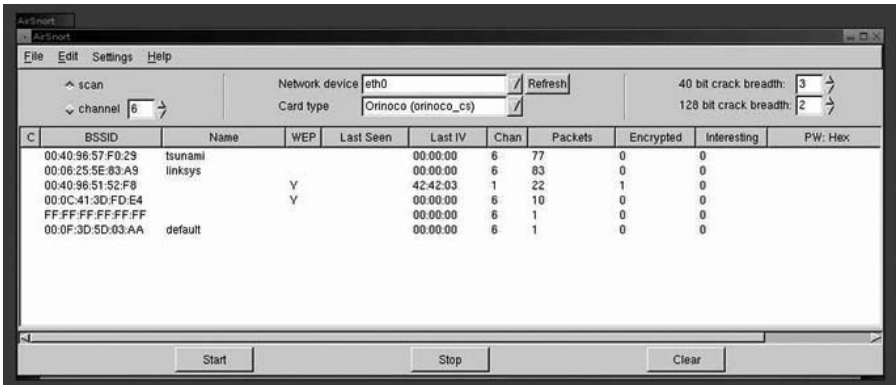 AirSnort
AirSnort
File Edit Settings Help
scan Network device eth0 Refresh 40 bit crack breadth: 3
channel 6 Card type Orinoco (orinoco_cs) 128 bit crack breadth: 2
C BSSID Name WEP Last Seen Last IV Chan Packets Encrypted Interesting PW: Hex
00:40:96:57:F0:29 tsunami 00:00:00 6 77 0 0
00:06:25:5E:83:A9 linksys 00:00:00 6 83 0 0
00:40:96:51:52:F8 Y 42:42:03 1 22 1 0
00:0C:41:3D:FD:E4 Y 00:00:00 6 10 0 0
FF:FF:FF:FF:FF:FF 00:00:00 6 1 0 0
00:0F:3D:5D:03:AA default 00:00:00 6 1 0 0
Start Stop Clear